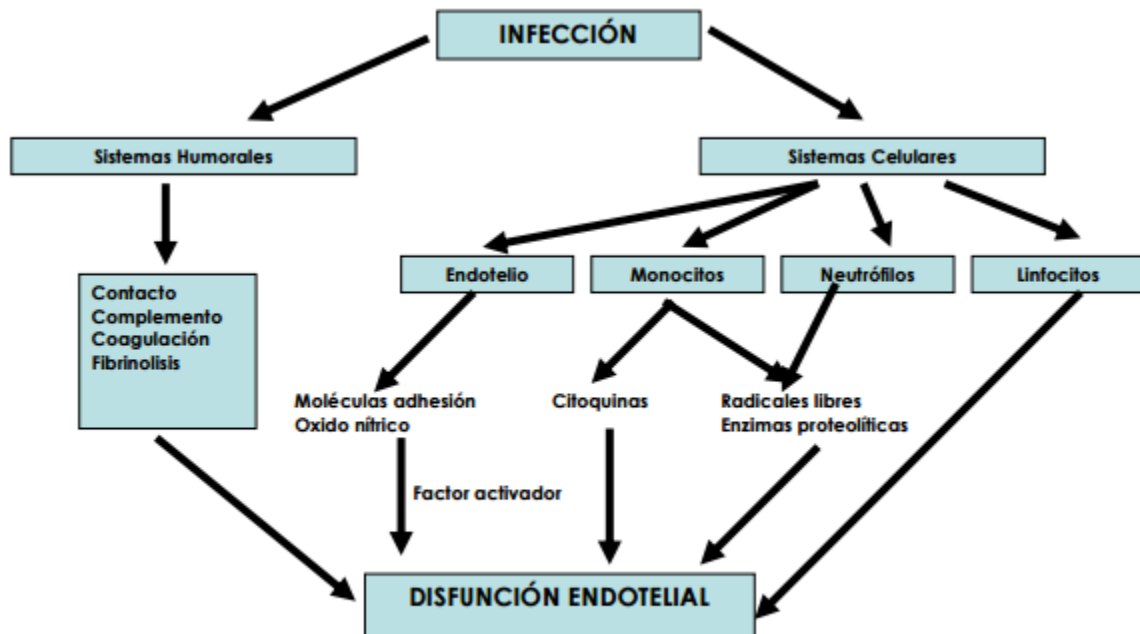 INFECCIÓN
Sistemas Humorales
Sistemas Celulares
Endotelio
Monocitos
Neutrófilos
Linfocitos
Contacto
Complemento
Coagulación
Fibrinolisis
Moléculas adhesión
Oxido nítrico
Citoquinas
Radicales libres
Enzimas proteolíticas
Factor activador
DISFUNCIÓN ENDOTELIAL